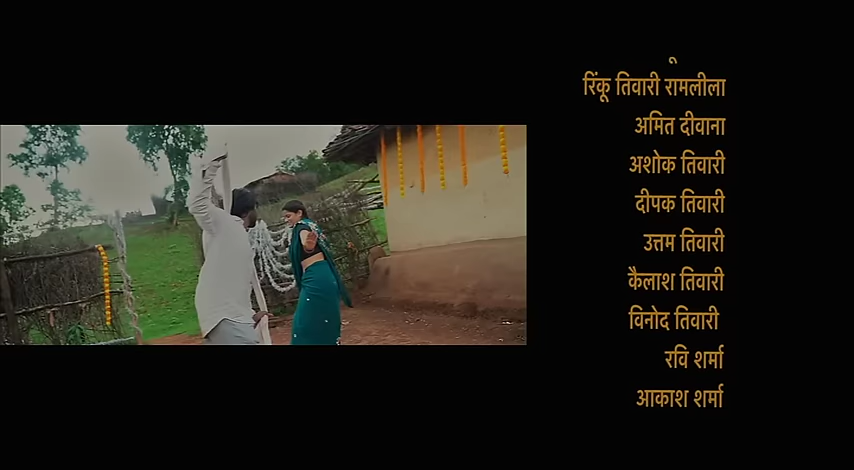 रिंकू तिवारी रामलीला
अमित दीवाना
अशोक तिवारी
दीपक तिवारी
उत्तम तिवारी
कैलाश तिवारी
विनोद तिवारी
रवि शर्मा
आकाश शर्मा